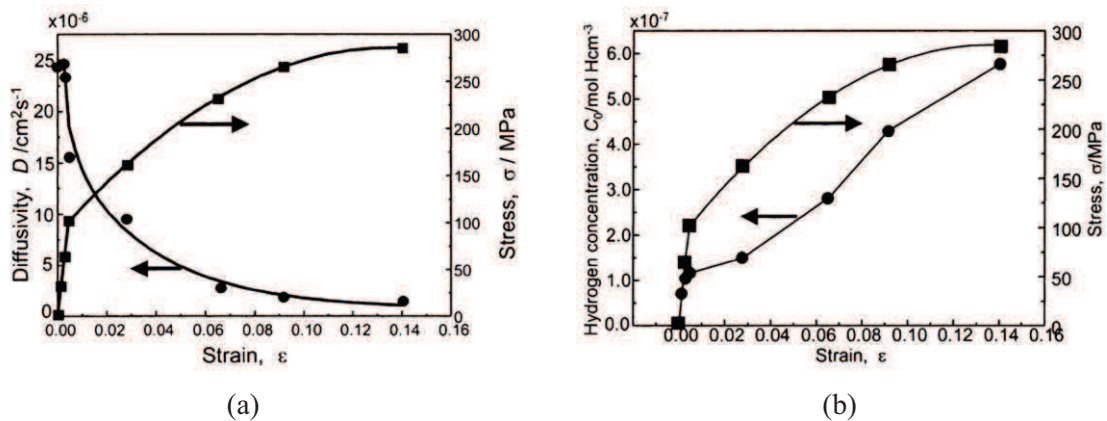 x10-6
25
20
15
10
5
0
Diffusivity, D /cm2s-1
0.00 0.02 0.04 0.06 0.08 0.10 0.12 0.14 0.16
Strain, ε
300
250
200
150
100
50
0
Stress, σ / MPa
(a)
x10-7
6.0
5.0
4.0
3.0
2.0
1.0
0.0
Hydrogen concentration, C0/mol Hcm-3
0.00 0.02 0.04 0.06 0.08 0.10 0.12 0.14 0.16
Strain, ε
300
250
200
150
100
50
0
Stress, σ/MPa
(b)